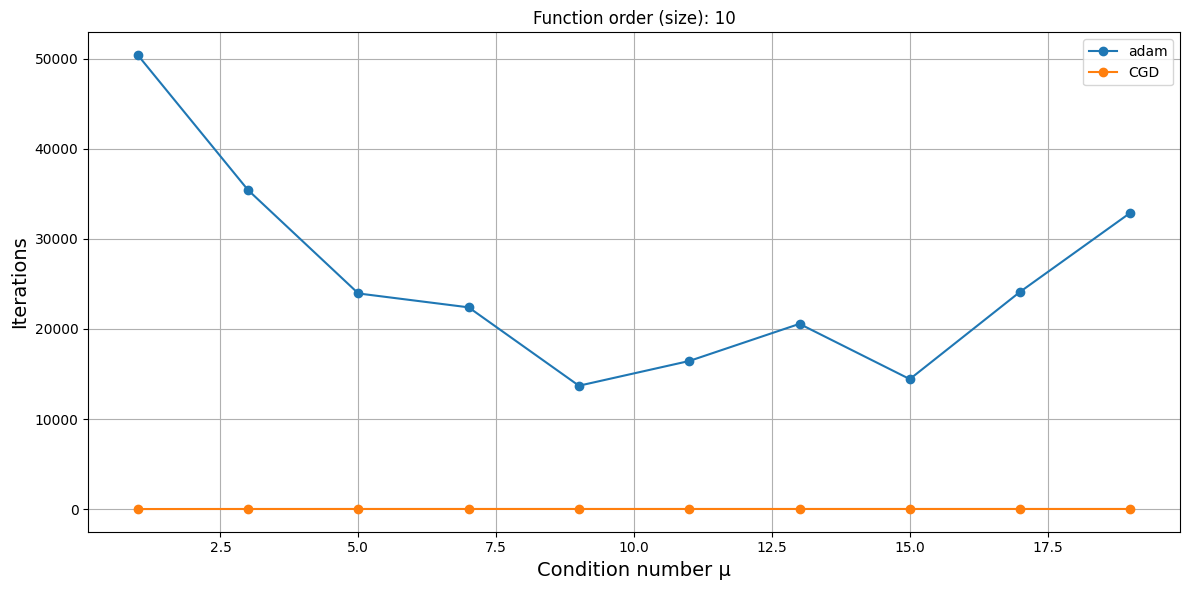 Function order (size): 10
adam
CGD
50000
40000
30000
20000
10000
0
Iterations
2.5 5.0 7.5 10.0 12.5 15.0 17.5
Condition number μ